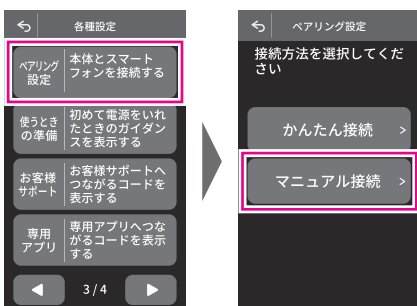 各種設定
ペアリング
設定
本体とスマート
フォンを接続する
使うとき
の準備
初めて電源をいれ
たときのガイダン
スを表示する
お客様
サポート
お客様サポートへ
つながるコードを
表示する
専用
アプリ
専用アプリへつな
がるコードを表示
する
3/4
ペアリング設定
接続方法を選択してくだ
さい
かんたん接続
マニュアル接続